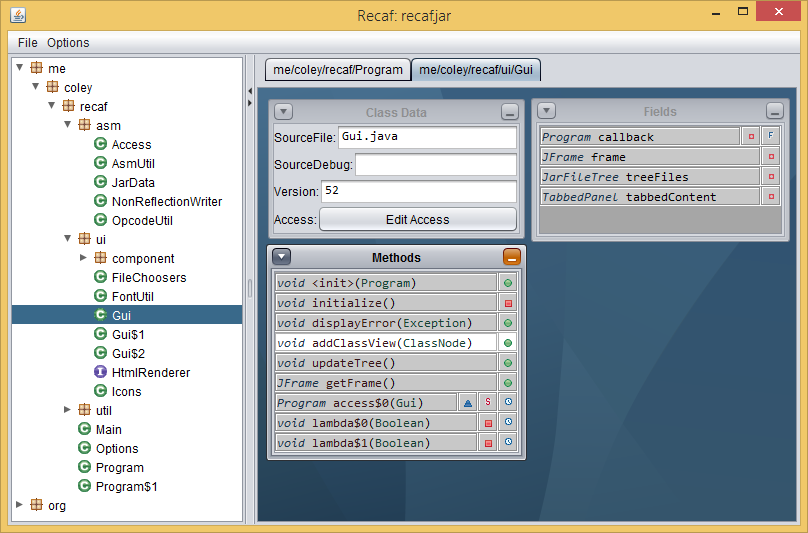 Recaf: recaf.jar
File Options
me
coley
recaf
asm
Access
AsmUtil
JarData
NonReflectionWriter
OpcodeUtil
ui
component
FileChoosers
FontUtil
Gui
Gui$1
Gui$2
HtmlRenderer
Icons
util
Main
Options
Program
Program$1
org
me/coley/recaf/Program me/coley/recaf/ui/Gui
Class Data
SourceFile: Gui.java
SourceDebug:
Version: 52
Access: Edit Access
Fields
Program callback F
JFrame frame
JarFileTree treeFiles
TabbedPanel tabbedContent
Methods
void <init>(Program)
void initialize()
void displayError(Exception)
void addClassView(ClassNode)
void updateTree()
JFrame getFrame()
Program access$0(Gui) S
void lambda$0(Boolean)
void lambda$1(Boolean)